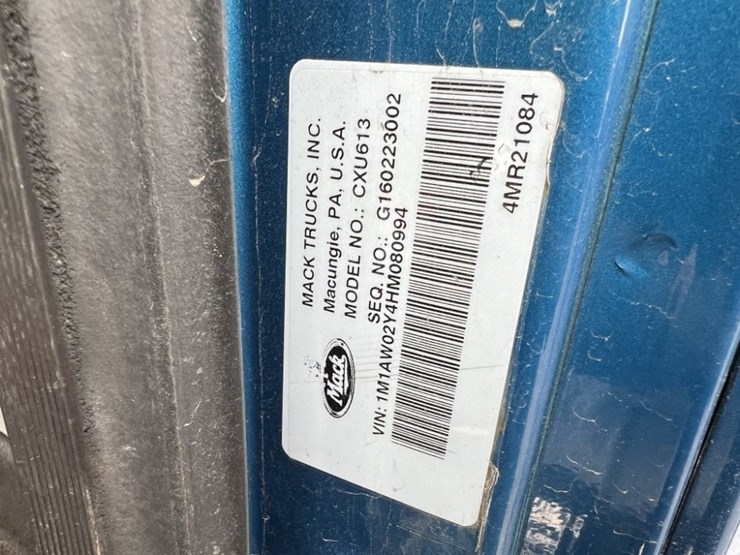 MACK TRUCKS, INC.
Macungie, PA, U.S.A.
MODEL NO.: CXU613
SEQ. NO.: G160223002
Mack
VIN: 1M1AW02Y4HM080994
4MR21084